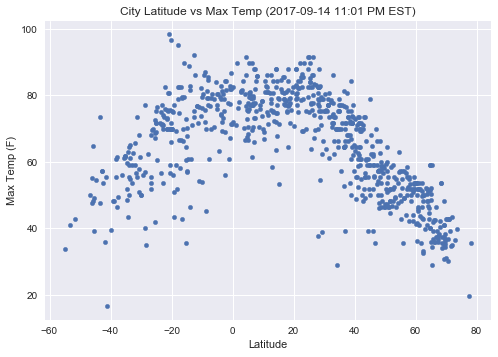 City Latitude vs Max Temp (2017-09-14 11:01 PM EST)
Max Temp (F)
100
80
60
40
20
−60 −40 −20 0 20 40 60 80
Latitude